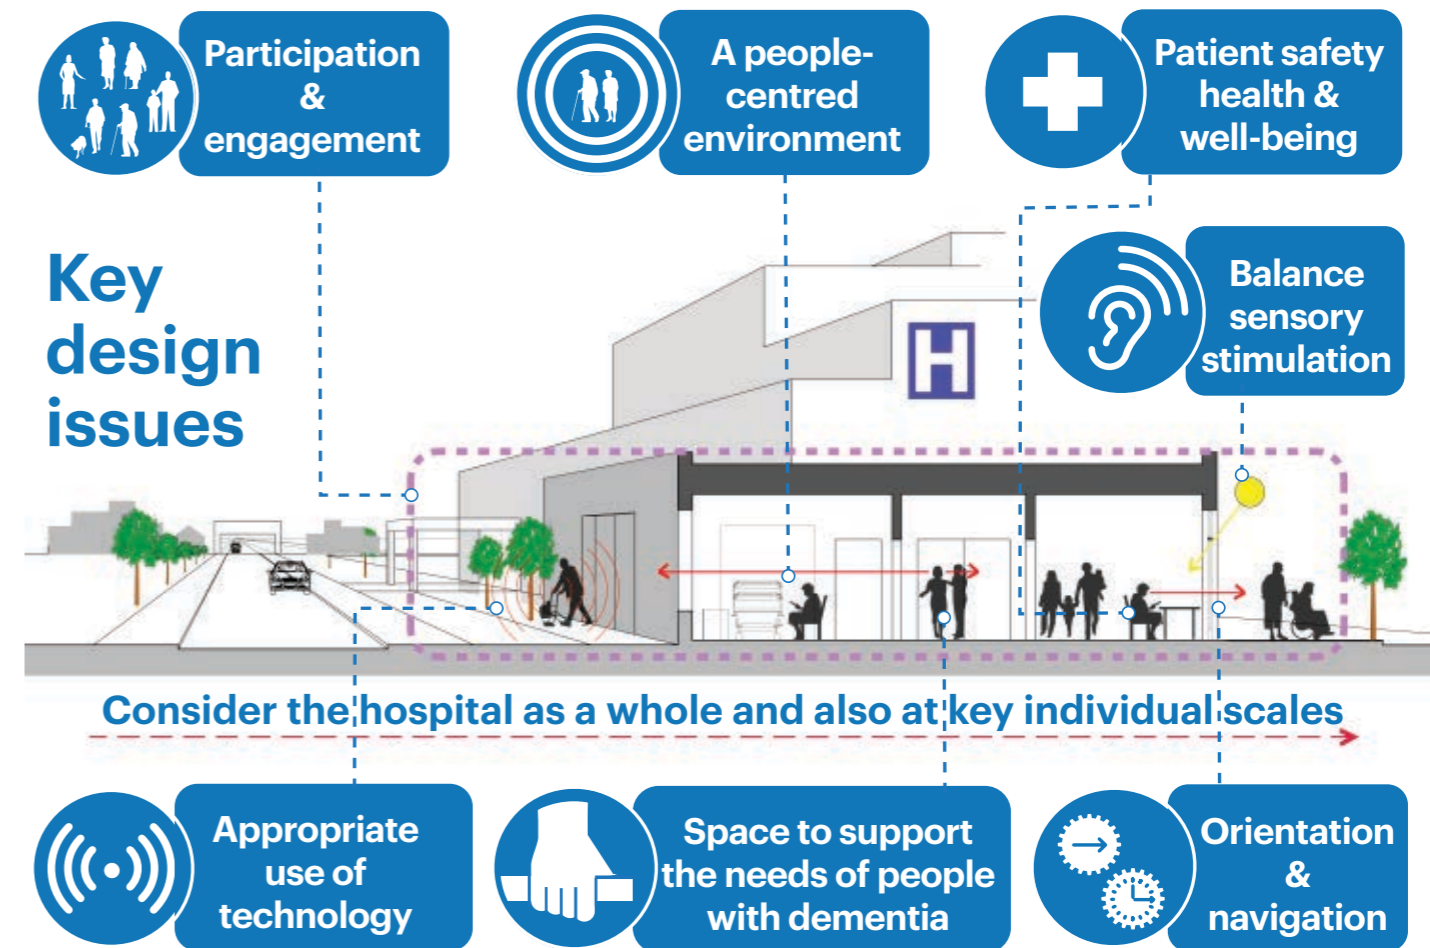 Participation
&
engagement
A people-
centred
environment
Patient safety
health &
well-being
Key
design
issues
Balance
sensory
stimulation
H
Consider the hospital as a whole and also at key individual scales
Appropriate
use of
technology
Space to support
the needs of people
with dementia
Orientation
&
navigation